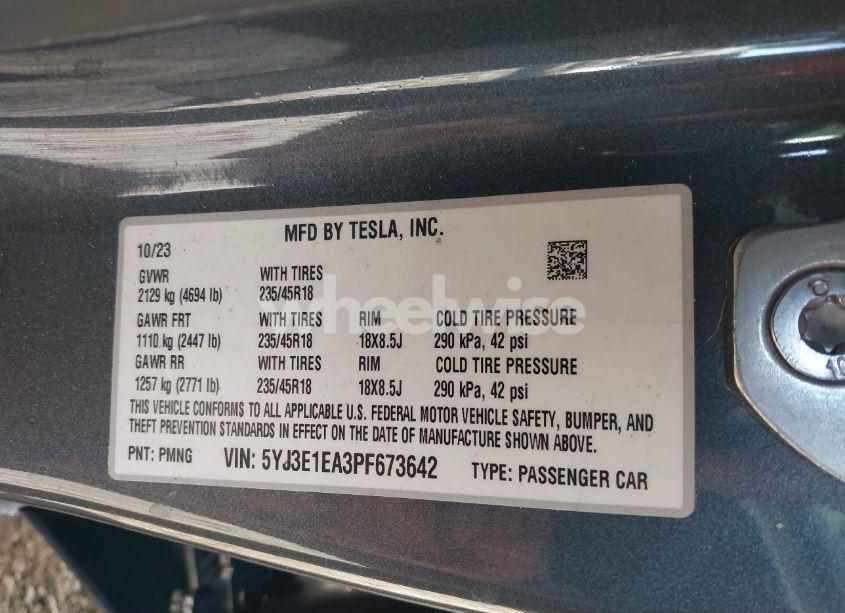 MFD BY TESLA, INC.
10/23
GVWR WITH TIRES
2129 kg (4694 lb) 235/45R18
GAWR FRT WITH TIRES RIM COLD TIRE PRESSURE
1110 kg (2447 lb) 235/45R18 18X8.5J 290 kPa, 42 psi
GAWR RR WITH TIRES RIM COLD TIRE PRESSURE
1257 kg (2771 lb) 235/45R18 18X8.5J 290 kPa, 42 psi
THIS VEHICLE CONFORMS TO ALL APPLICABLE U.S. FEDERAL MOTOR VEHICLE SAFETY, BUMPER, AND
THEFT PREVENTION STANDARDS IN EFFECT ON THE DATE OF MANUFACTURE SHOWN ABOVE.
PNT: PMNG VIN: 5YJ3E1EA3PF673642 TYPE: PASSENGER CAR
wheelwise